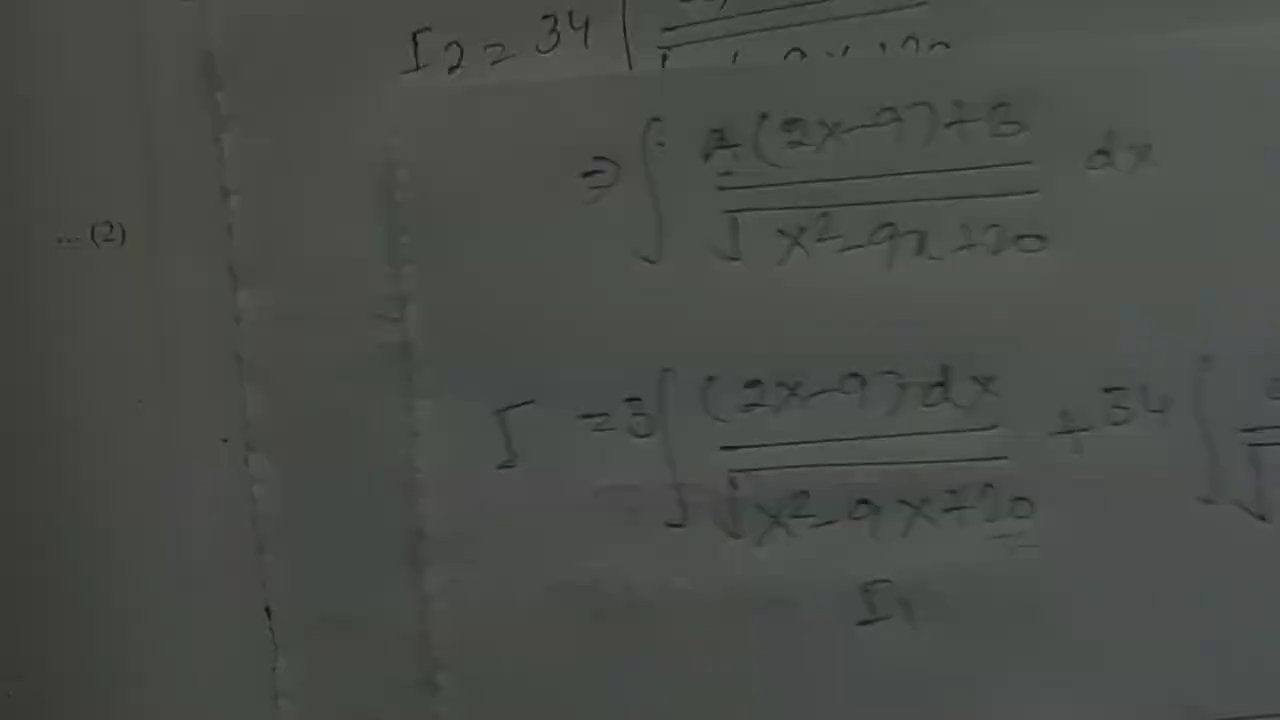 I2 = 34 ∫
⇒ ∫ A(2x-9)+B / √x²-9x+20 dx
... (2)
I = 3∫ (2x-9)dx / √x²-9x+20 + 34 ∫
I1